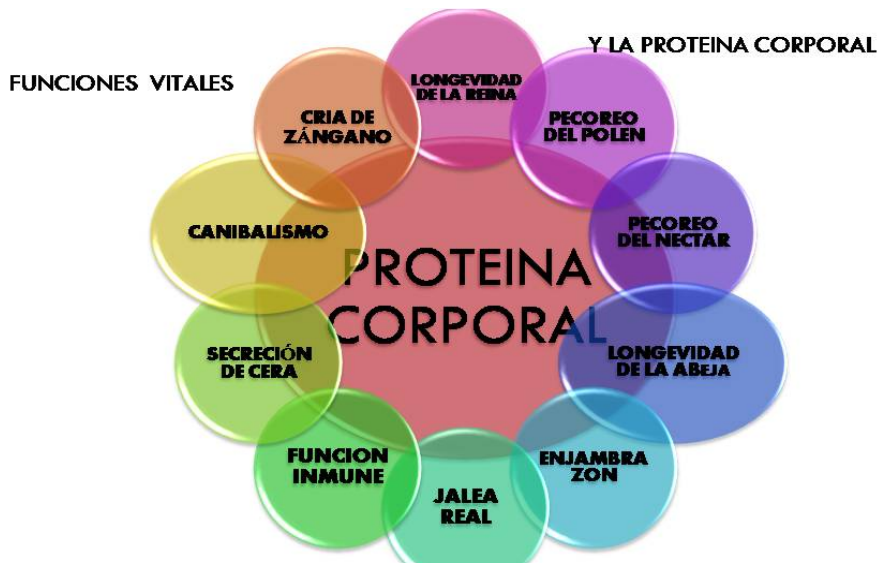 FUNCIONES VITALES
Y LA PROTEINA CORPORAL
LONGEVIDAD
DE LA REINA
PECOREO
DEL POLEN
PECOREO
DEL NECTAR
LONGEVIDAD
DE LA ABEJA
ENJAMBRA
ZON
JALEA
REAL
FUNCION
INMUNE
SECRECIÓN
DE CERA
CANIBALISMO
CRIA DE
ZÁNGANO
PROTEINA
CORPORAL